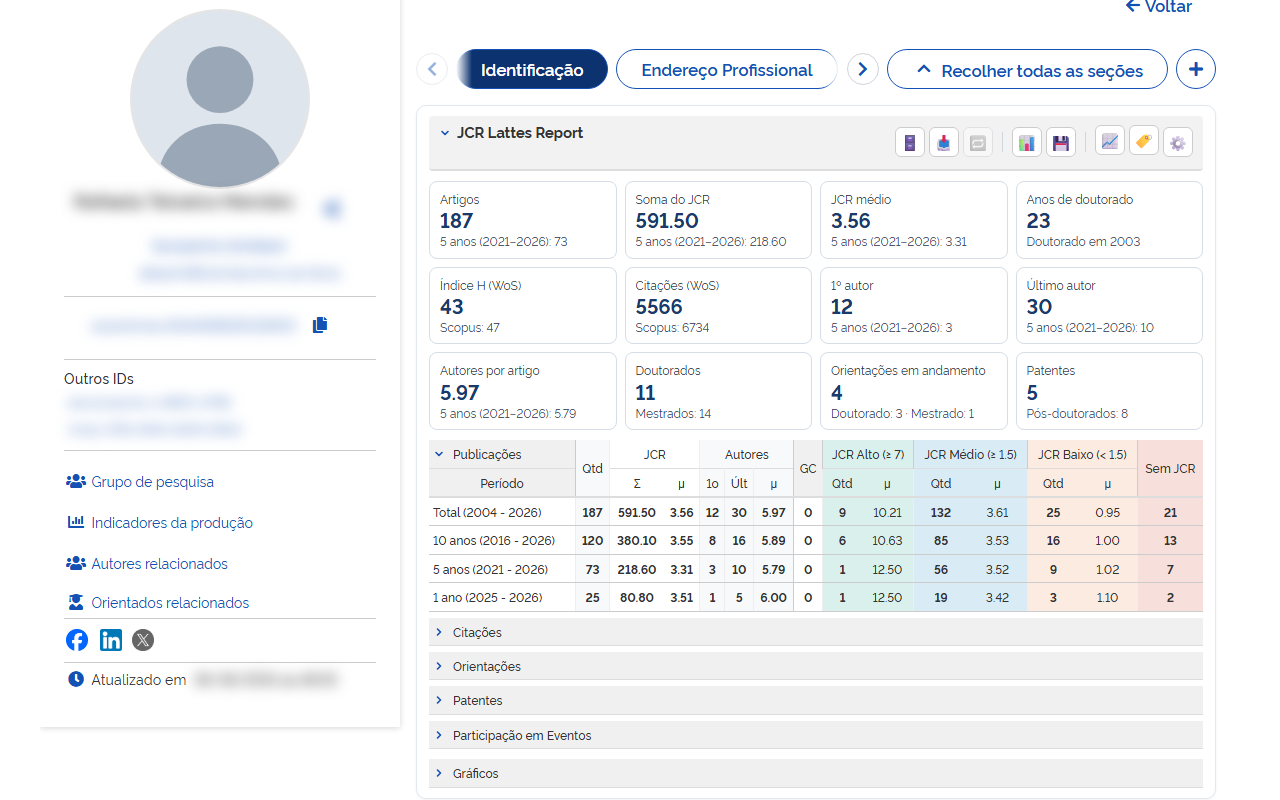 Voltar
Identificação
Endereço Profissional
Recolher todas as seções
Outros IDs
Grupo de pesquisa
Indicadores da produção
Autores relacionados
Orientados relacionados
Atualizado em
JCR Lattes Report
Artigos
187
5 anos (2021–2026): 73
Soma do JCR
591.50
5 anos (2021–2026): 218.60
JCR médio
3.56
5 anos (2021–2026): 3.31
Anos de doutorado
23
Doutorado em 2003
Índice H (WoS)
43
Scopus: 47
Citações (WoS)
5566
Scopus: 6734
1º autor
12
5 anos (2021–2026): 3
Último autor
30
5 anos (2021–2026): 10
Autores por artigo
5.97
5 anos (2021–2026): 5.79
Doutorados
11
Mestrados: 14
Orientações em andamento
4
Doutorado: 3 · Mestrado: 1
Patentes
5
Pós-doutorados: 8
Publicações Qtd JCR Autores GC JCR Alto (≥ 7) JCR Médio (≥ 1.5) JCR Baixo (< 1.5) Sem JCR
Período Σ μ 1o Últ μ Qtd μ Qtd μ Qtd μ
Total (2004 - 2026) 187 591.50 3.56 12 30 5.97 0 9 10.21 132 3.61 25 0.95 21
10 anos (2016 - 2026) 120 380.10 3.55 8 16 5.89 0 6 10.63 85 3.53 16 1.00 13
5 anos (2021 - 2026) 73 218.60 3.31 3 10 5.79 0 1 12.50 56 3.52 9 1.02 7
1 ano (2025 - 2026) 25 80.80 3.51 1 5 6.00 0 1 12.50 19 3.42 3 1.10 2
Citações
Orientações
Patentes
Participação em Eventos
Gráficos